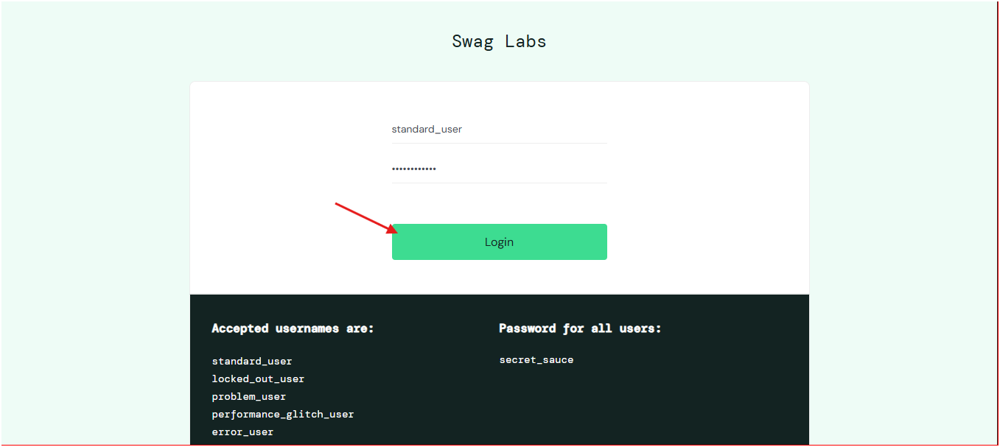 Swag Labs
standard_user
••••••••••••
Login
Accepted usernames are:
standard_user
locked_out_user
problem_user
performance_glitch_user
error_user
Password for all users:
secret_sauce